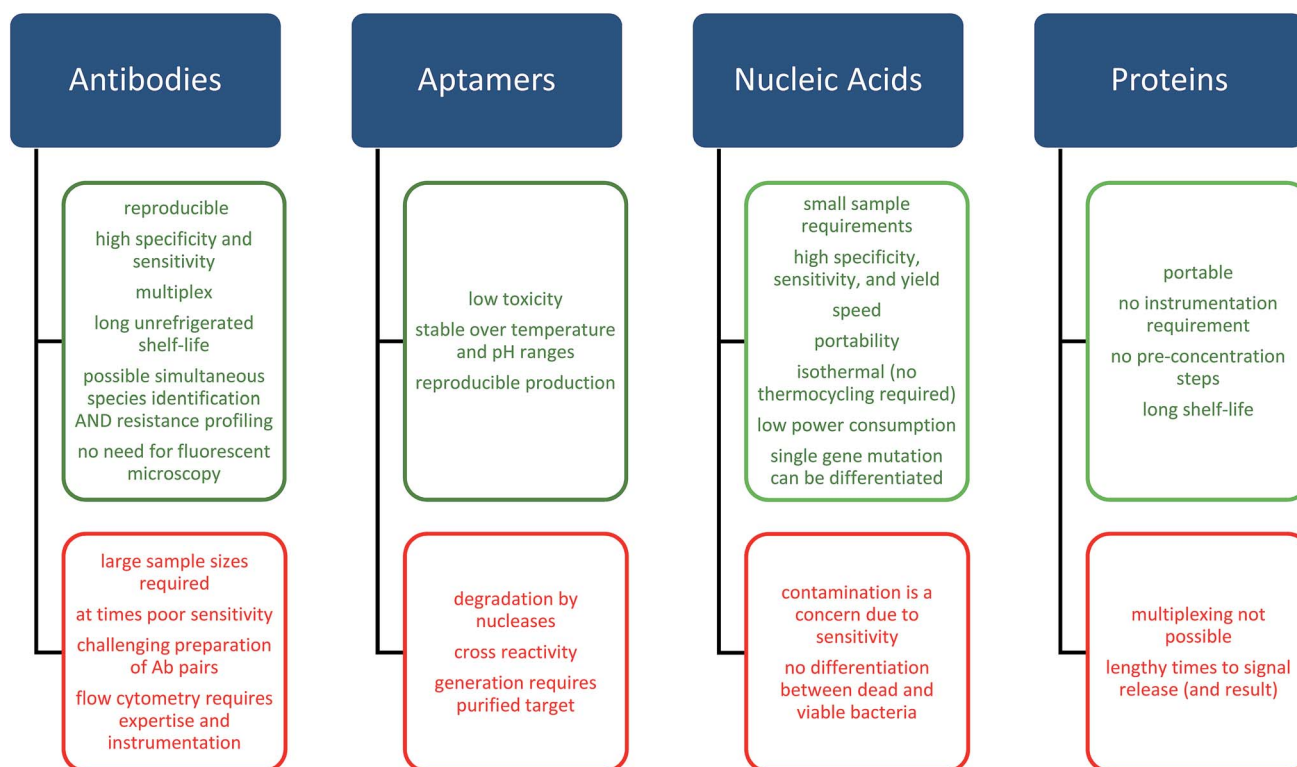 Antibodies
reproducible
high specificity and
sensitivity
multiplex
long unrefrigerated
shelf-life
possible simultaneous
species identification
AND resistance profiling
no need for fluorescent
microscopy
large sample sizes
required
at times poor sensitivity
challenging preparation
of Ab pairs
flow cytometry requires
expertise and
instrumentation
Aptamers
low toxicity
stable over temperature
and pH ranges
reproducible production
degradation by
nucleases
cross reactivity
generation requires
purified target
Nucleic Acids
small sample
requirements
high specificity,
sensitivity, and yield
speed
portability
isothermal (no
thermocycling required)
low power consumption
single gene mutation
can be differentiated
contamination is a
concern due to
sensitivity
no differentiation
between dead and
viable bacteria
Proteins
portable
no instrumentation
requirement
no pre-concentration
steps
long shelf-life
multiplexing not
possible
lengthy times to signal
release (and result)